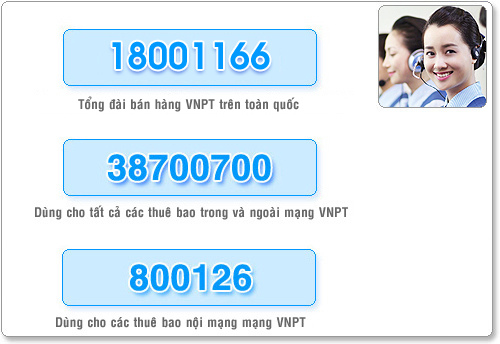 18001166
Tổng đài bán hàng VNPT trên toàn quốc
38700700
Dùng cho tất cả các thuê bao trong và ngoài mạng VNPT
800126
Dùng cho các thuê bao nội mạng mạng VNPT